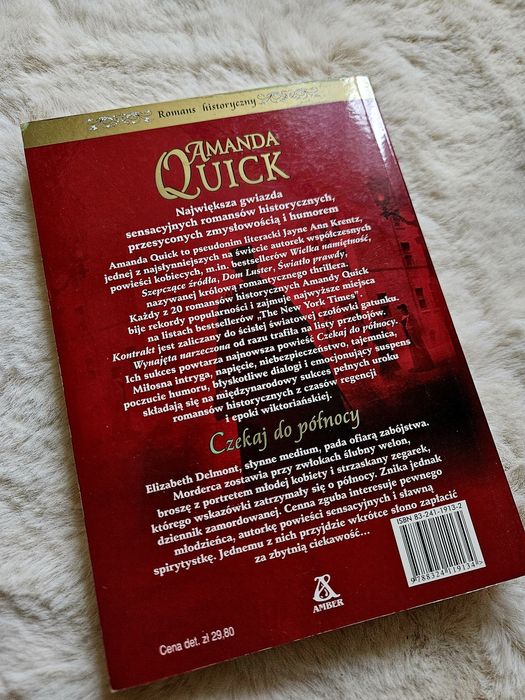 Romans historyczny
AMANDA
QUICK
Największa gwiazda
sensacyjnych romansów historycznych,
przesyconych zmysłowością i humorem
Amanda Quick to pseudonim literacki Jayne Ann Krentz,
jednej z najsłynniejszych na świecie autorek współczesnych
powieści kobiecych, m.in. bestsellerów Wielka namiętność,
Szepczące źródła, Dom Luster, Światło prawdy,
nazywanej królową romantycznego thrillera.
Każdy z 20 romansów historycznych Amandy Quick
bije rekordy popularności i zajmuje najwyższe miejsca
na listach bestsellerów „The New York Times".
Kontrakt jest zaliczany do ścisłej światowej czołówki gatunku.
Wynajęta narzeczona od razu trafiła na listy przebojów.
Ich sukces powtarza najnowsza powieść Czekaj do północy.
Miłosna intryga, napięcie, niebezpieczeństwo, tajemnica,
poczucie humoru, błyskotliwe dialogi i emocjonujący suspens
składają się na międzynarodowy sukces pełnych uroku
romansów historycznych z czasów regencji
i epoki wiktoriańskiej.
Czekaj do północy
Elizabeth Delmont, słynne medium, pada ofiarą zabójstwa.
Morderca zostawia przy zwłokach ślubny welon,
broszę z portretem młodej kobiety i strzaskany zegarek,
którego wskazówki zatrzymały się o północy. Znika jednak
dziennik zamordowanej. Cenna zguba interesuje pewnego
młodzieńca, autorkę powieści sensacyjnych i sławną
spirytystkę. Jednemu z nich przyjdzie wkrótce słono zapłacić
za zbytnią ciekawość...
ISBN 83-241-1913-2
9788324119134
AMBER
Cena det. zł 29,80